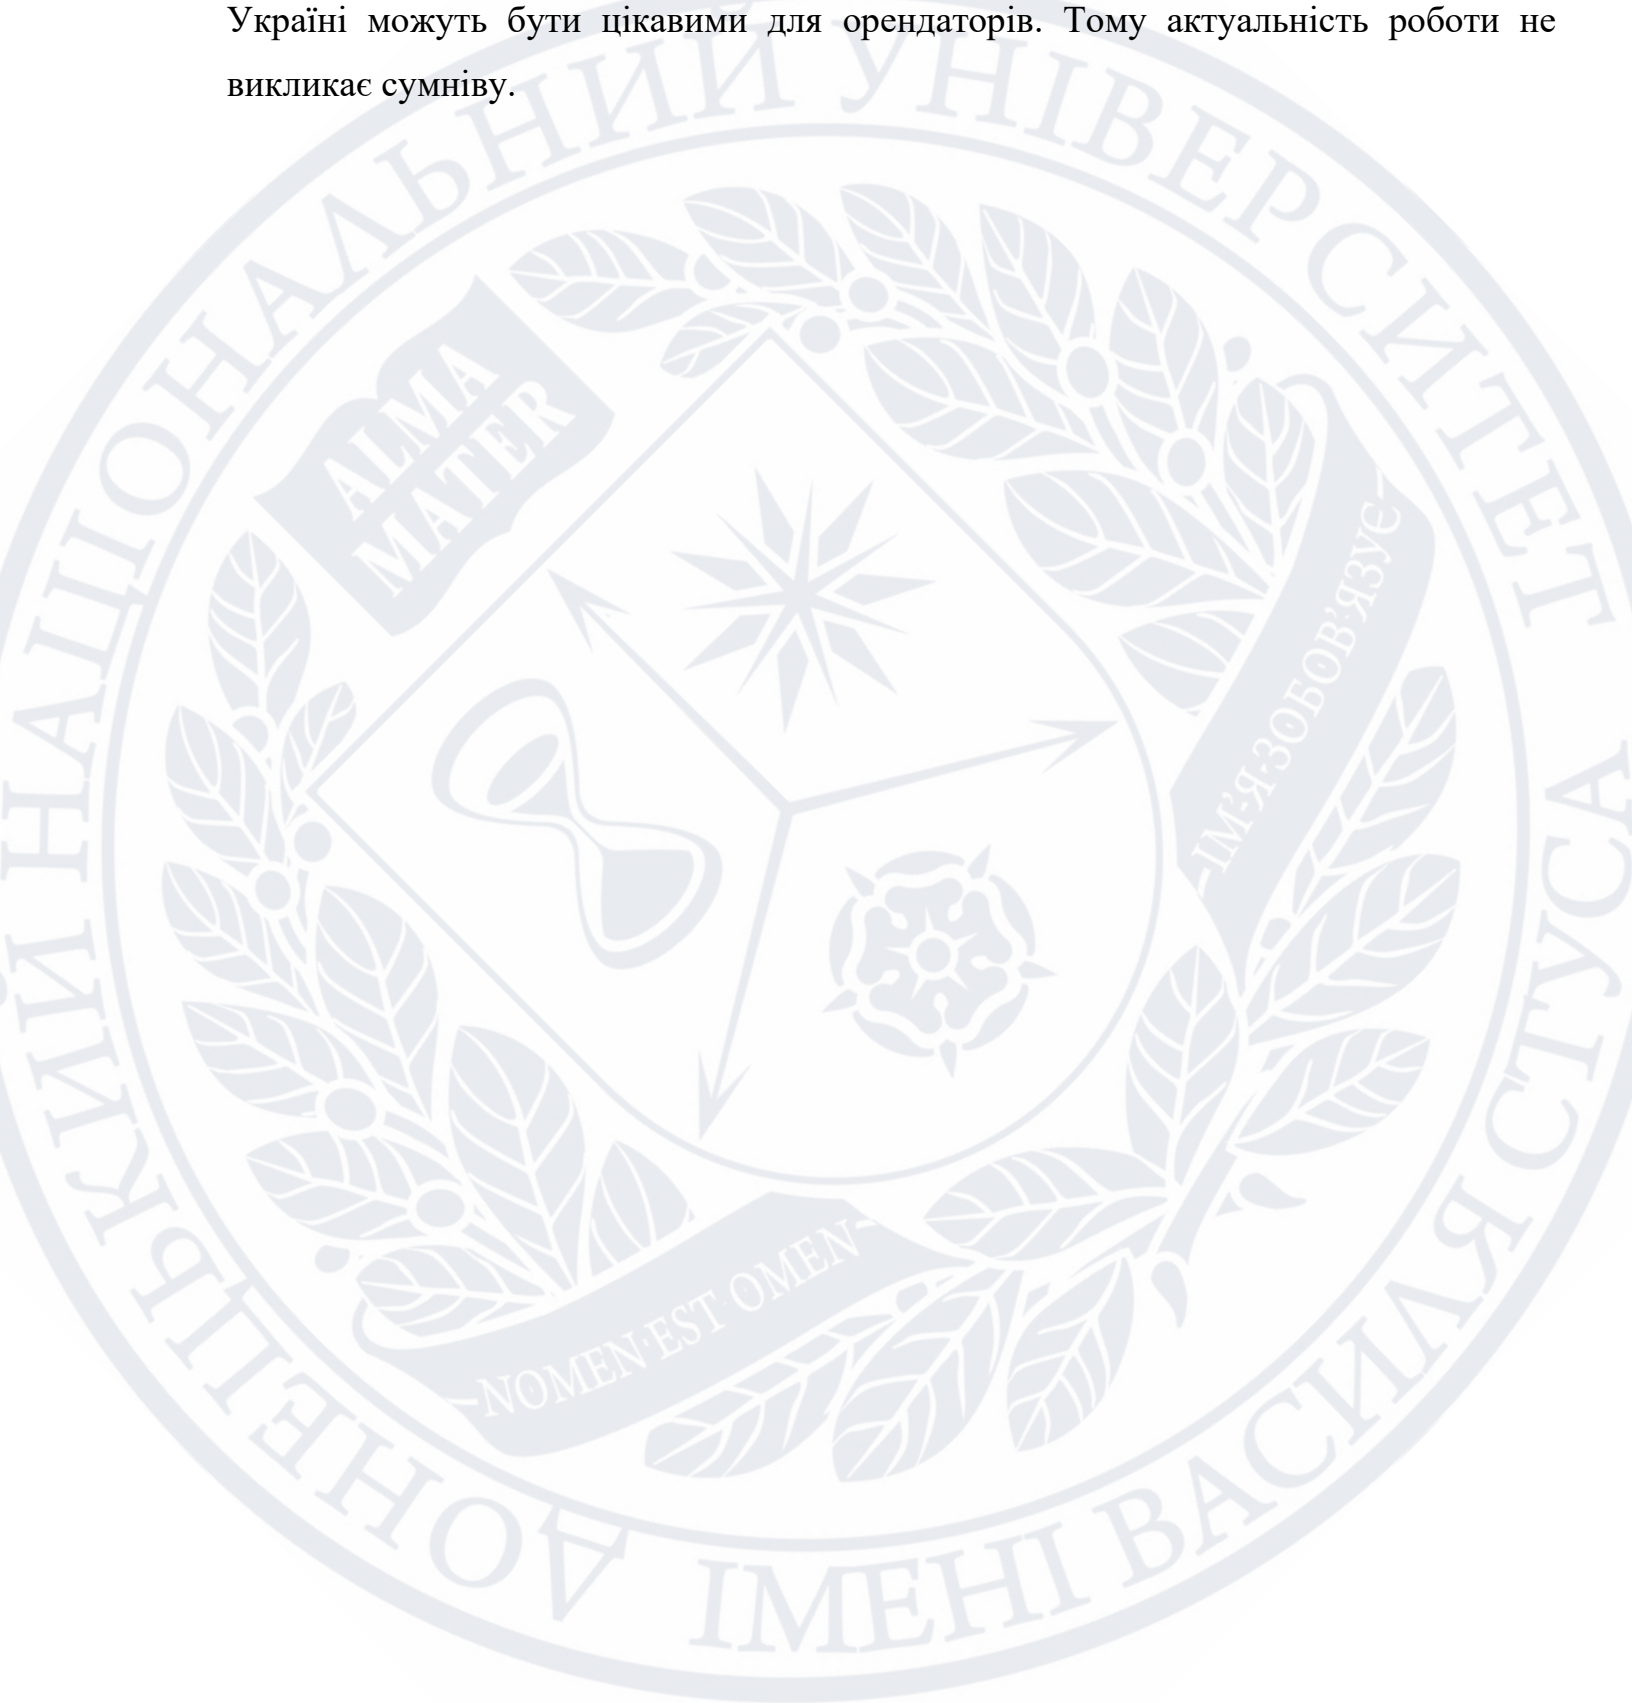 Україні можуть бути цікавими для орендаторів. Тому актуальність роботи не
викликає сумніву.
ДОНЕЦЬКИЙ НАЦІОНАЛЬНИЙ УНІВЕРСИТЕТ
ІМЕНІ ВАСИЛЯ СТУСА
ALMA
MATER
ІМ'Я ЗОБОВ'ЯЗУЄ
NOMEN EST OMEN